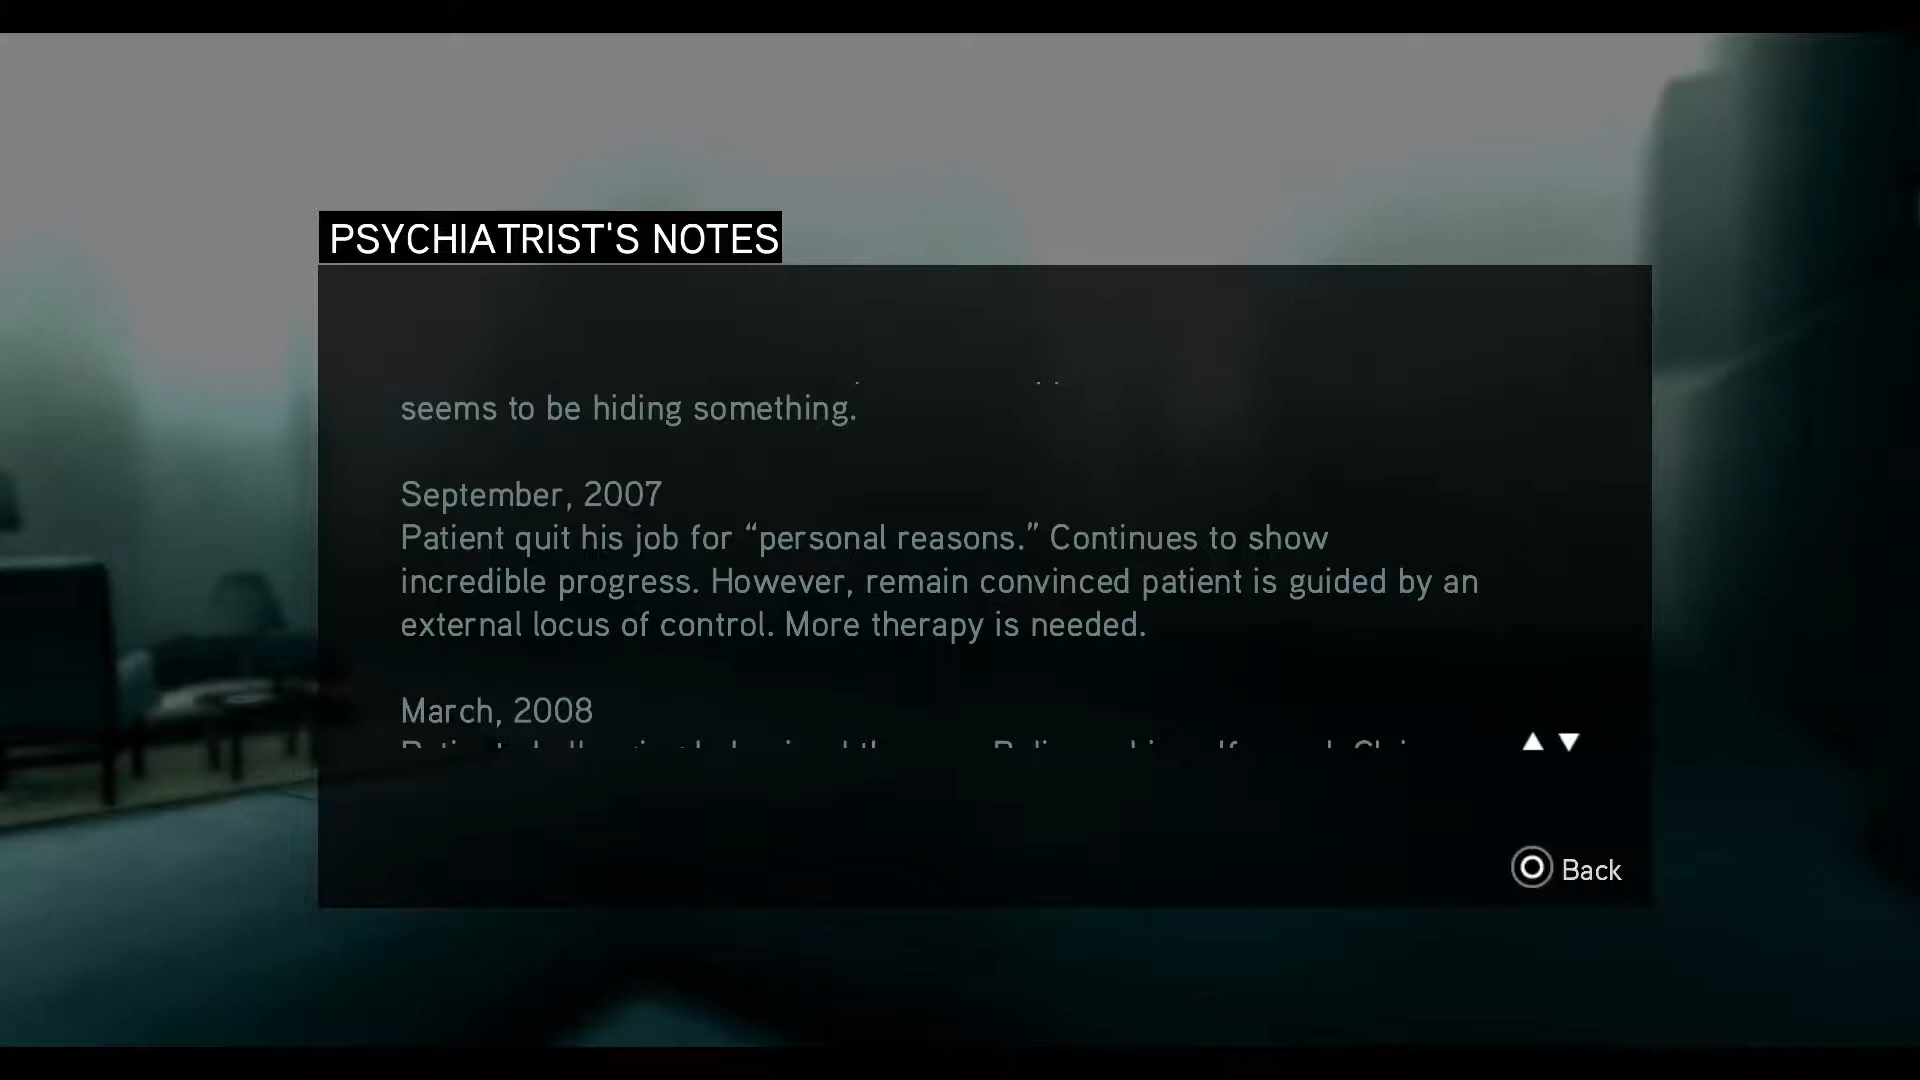 PSYCHIATRIST'S NOTES
seems to be hiding something.
September, 2007
Patient quit his job for “personal reasons.” Continues to show
incredible progress. However, remain convinced patient is guided by an
external locus of control. More therapy is needed.
March, 2008
Back